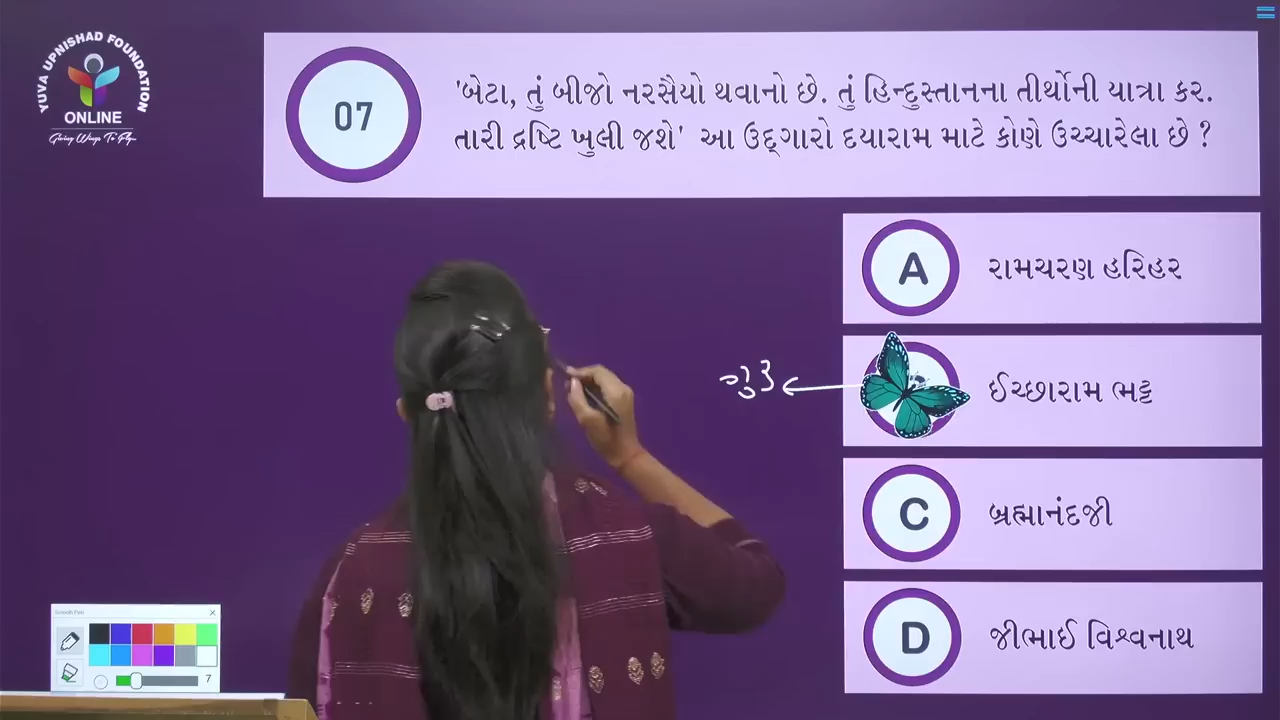 YUVA UPNISHAD FOUNDATION
ONLINE
Giving Wings To Fly...
07
'બેટા, તું બીજો નરસૈયો થવાનો છે. તું હિન્દુસ્તાનના તીર્થોની યાત્રા કર.
તારી દ્રષ્ટિ ખુલી જશે' આ ઉદ્ગારો દયારામ માટે કોણે ઉચ્ચારેલા છે ?
A રામચરણ હરિહર
ગુરુ
ઈચ્છારામ ભટ્ટ
C બ્રહ્માનંદજી
D જીભાઈ વિશ્વનાથ
Smooth Pen
7